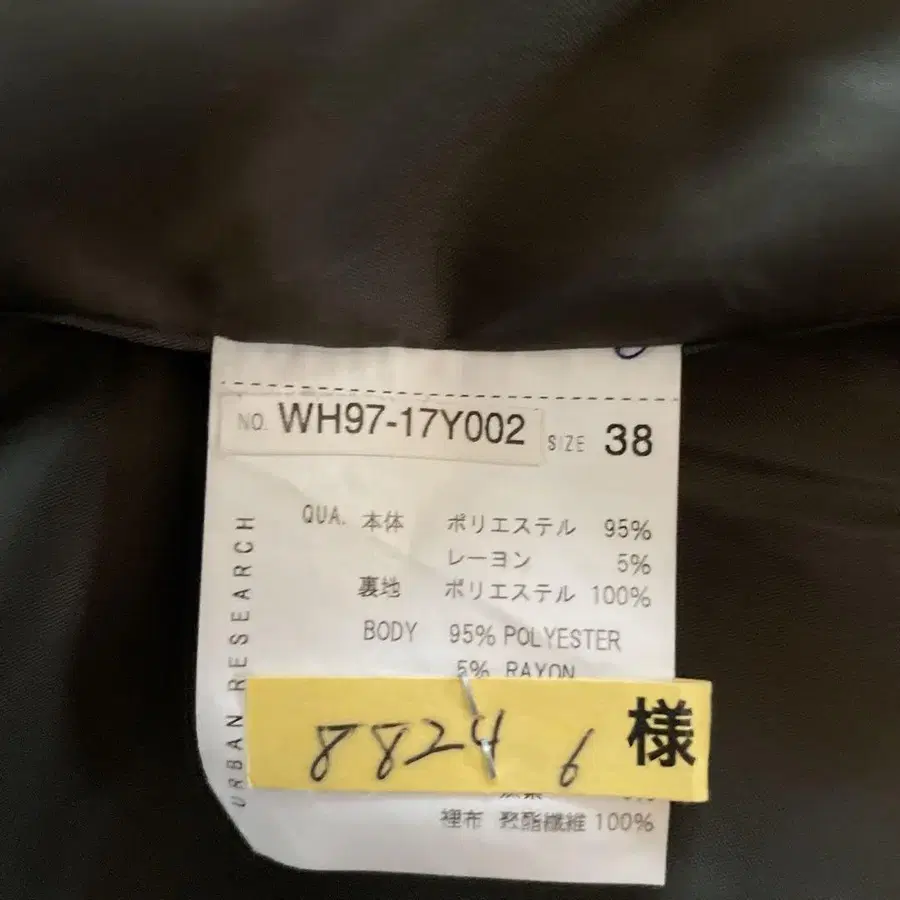 NO. WH97-17Y002 SIZE 38
QUA. 本体 ポリエステル 95%
レーヨン 5%
裏地 ポリエステル 100%
BODY 95% POLYESTER
5% RAYON
URBAN RESEARCH
8824 6 様
裡布 聚酯纖維 100%